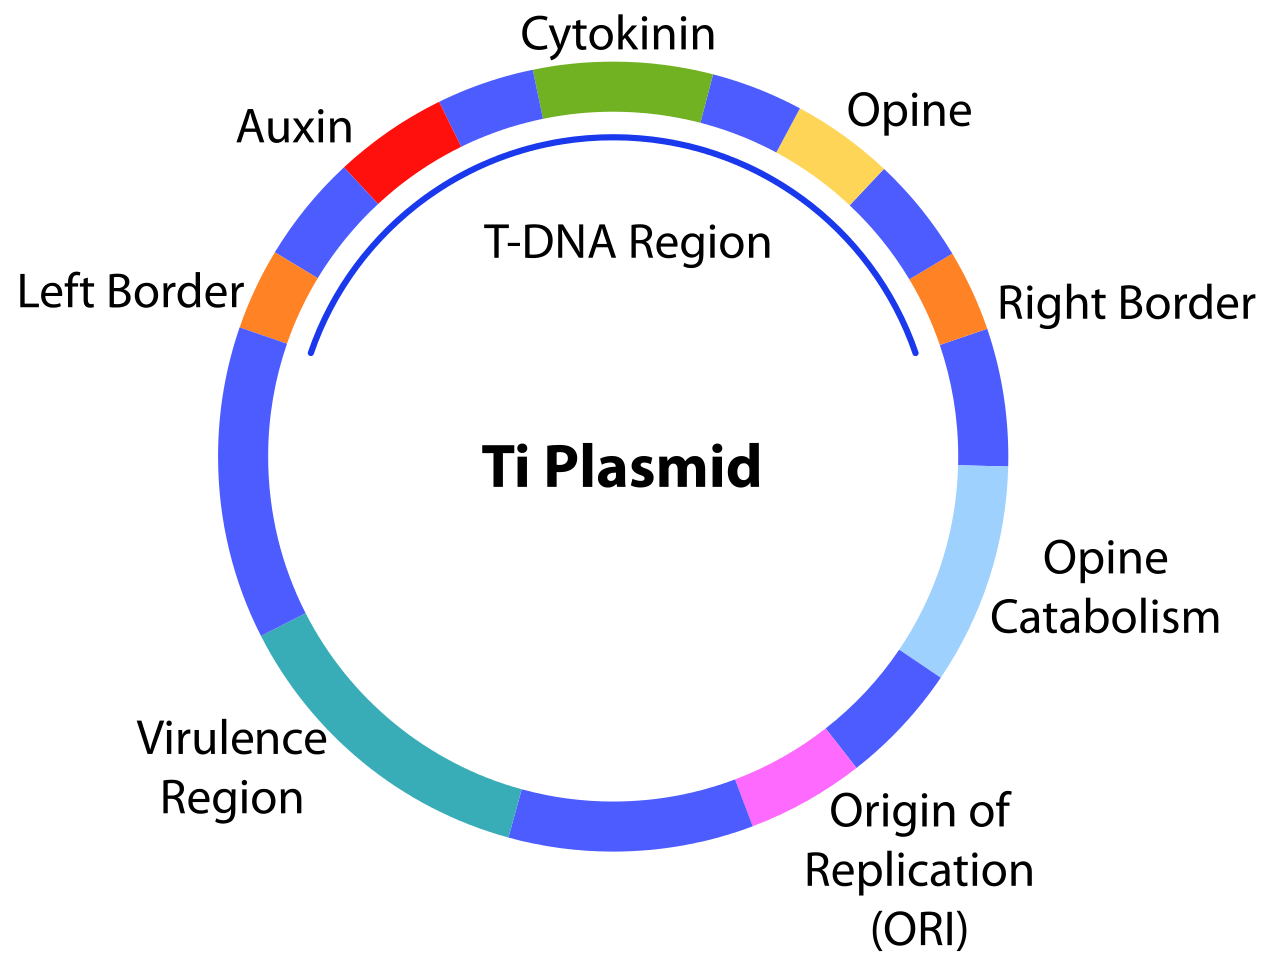 Cytokinin
Auxin
Opine
T-DNA Region
Left Border
Right Border
Ti Plasmid
Opine
Catabolism
Virulence
Region
Origin of
Replication
(ORI)